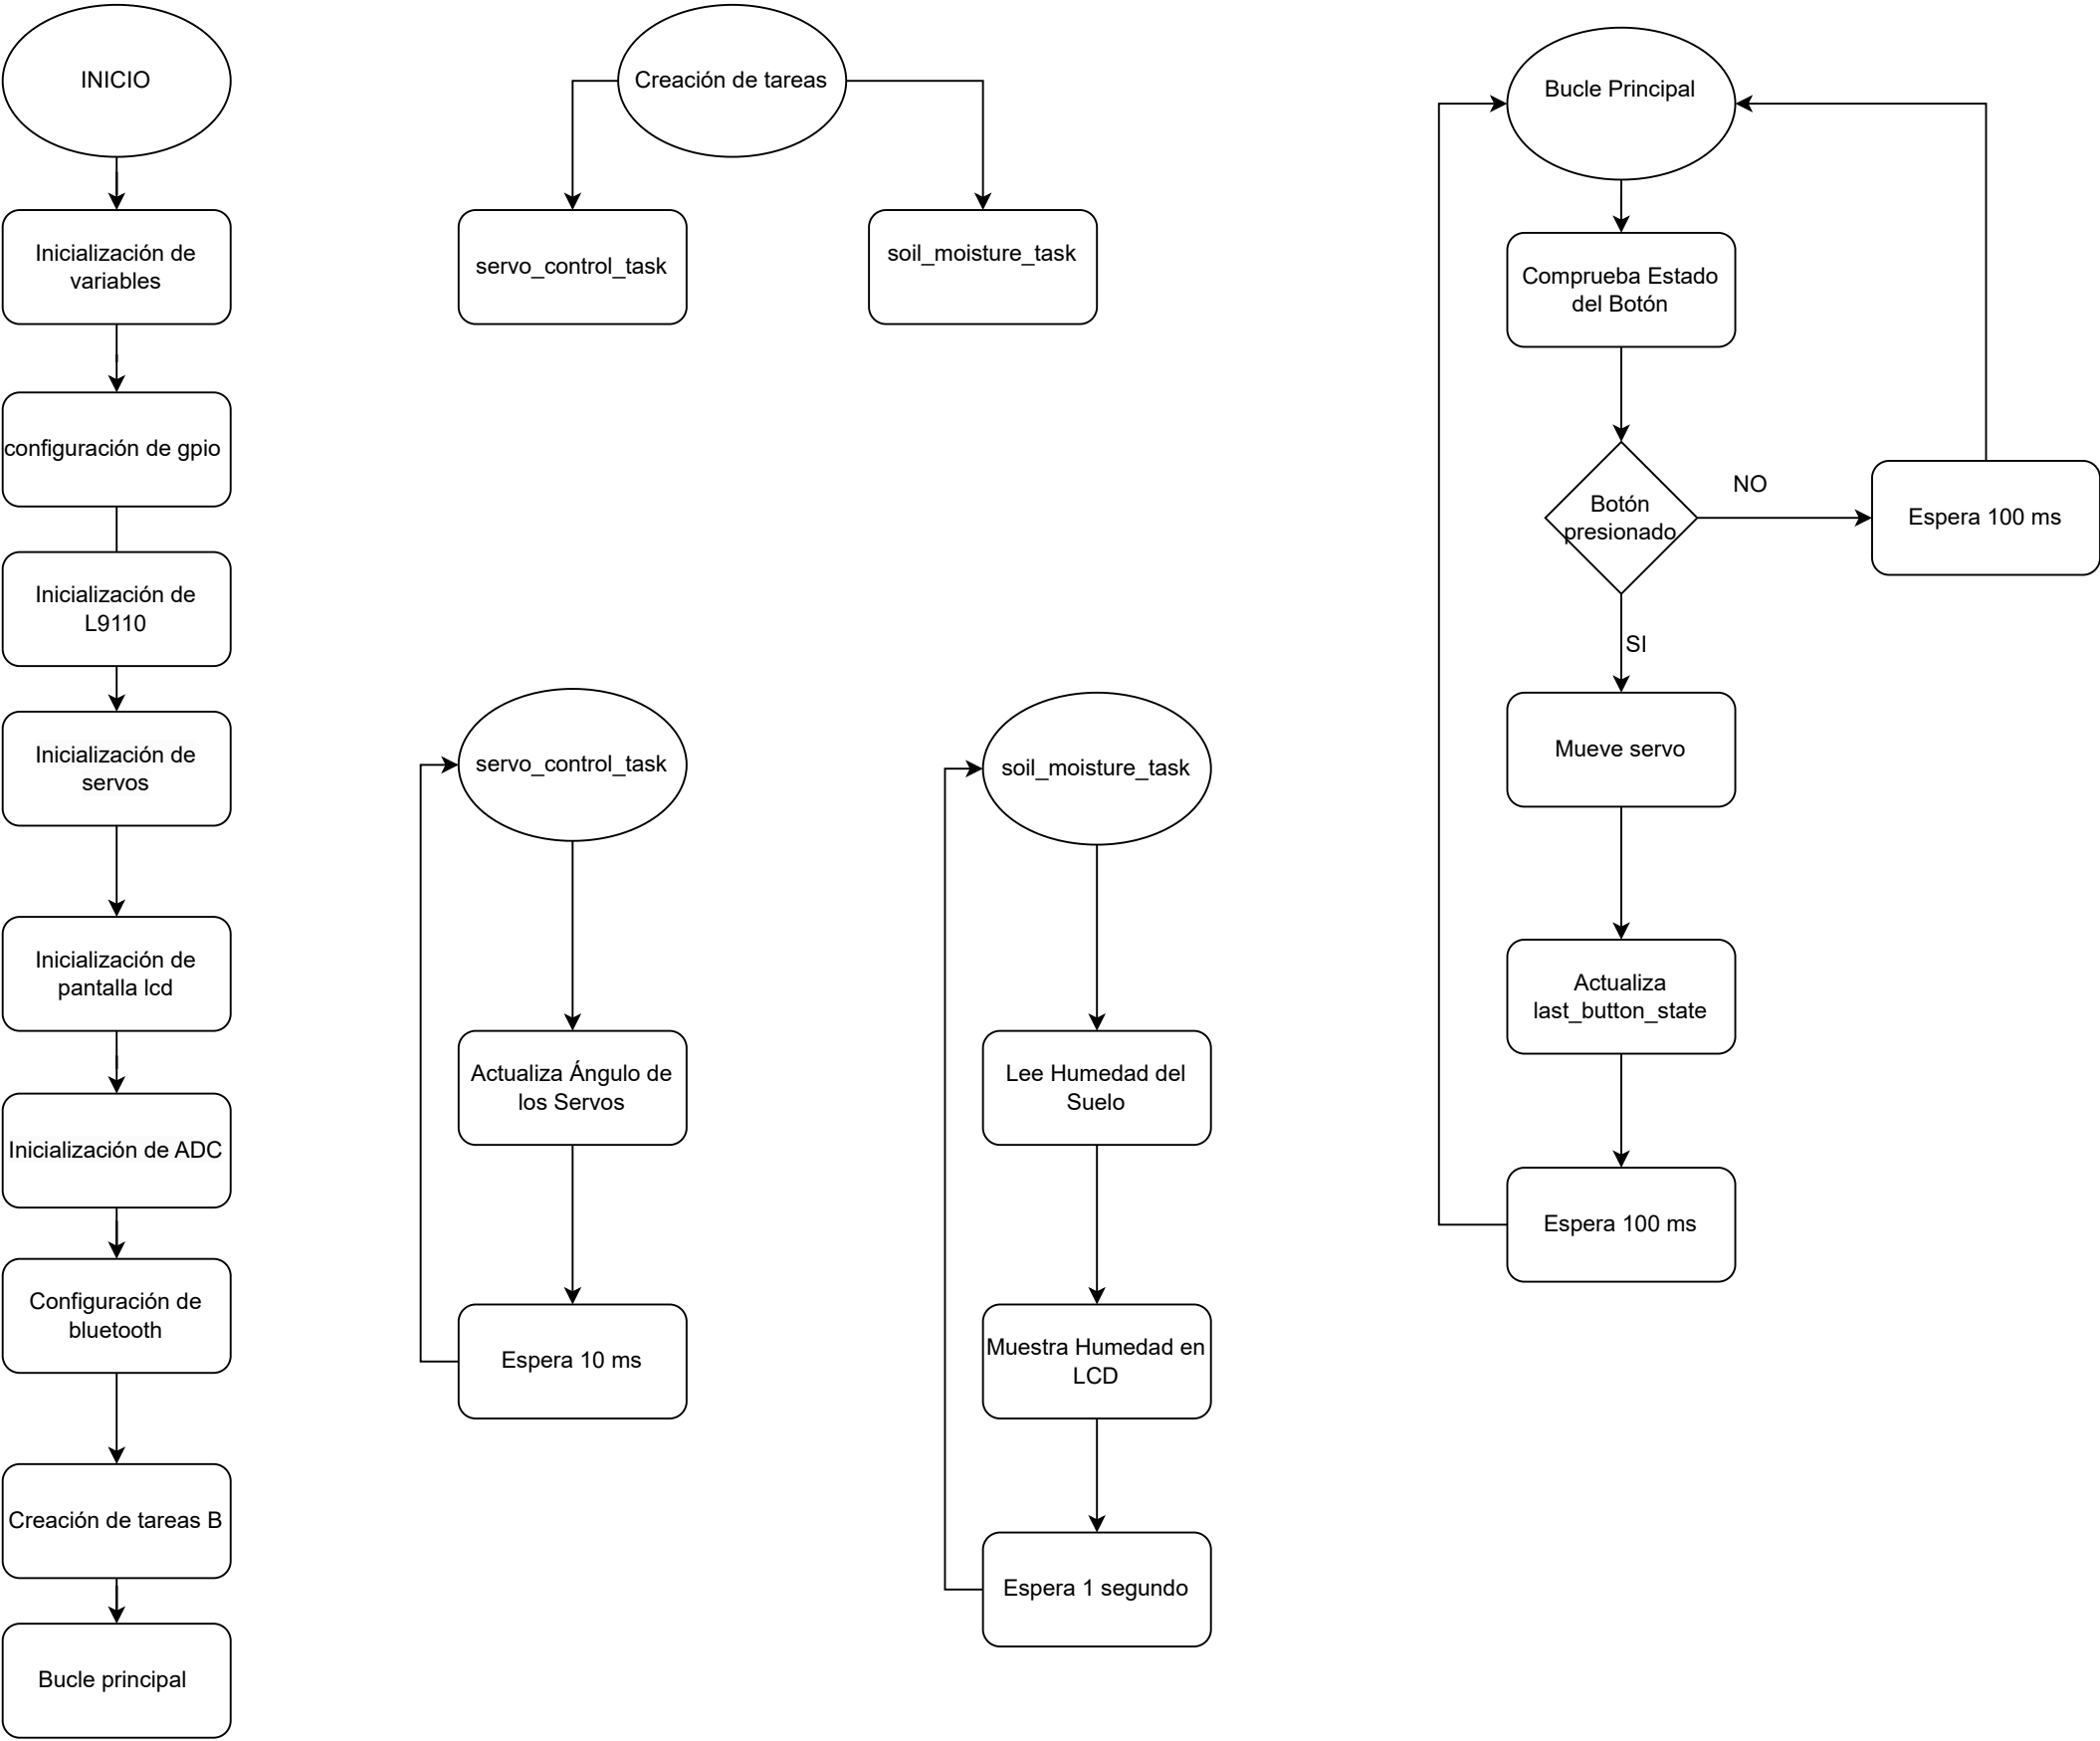 INICIO
Inicialización de
variables
configuración de gpio
Inicialización de
L9110
Inicialización de
servos
Inicialización de
pantalla lcd
Inicialización de ADC
Configuración de
bluetooth
Creación de tareas B
Bucle principal
Creación de tareas
servo_control_task
soil_moisture_task
servo_control_task
Actualiza Ángulo de
los Servos
Espera 10 ms
soil_moisture_task
Lee Humedad del
Suelo
Muestra Humedad en
LCD
Espera 1 segundo
Bucle Principal
Comprueba Estado
del Botón
Botón
presionado
NO
Espera 100 ms
SI
Mueve servo
Actualiza
last_button_state
Espera 100 ms